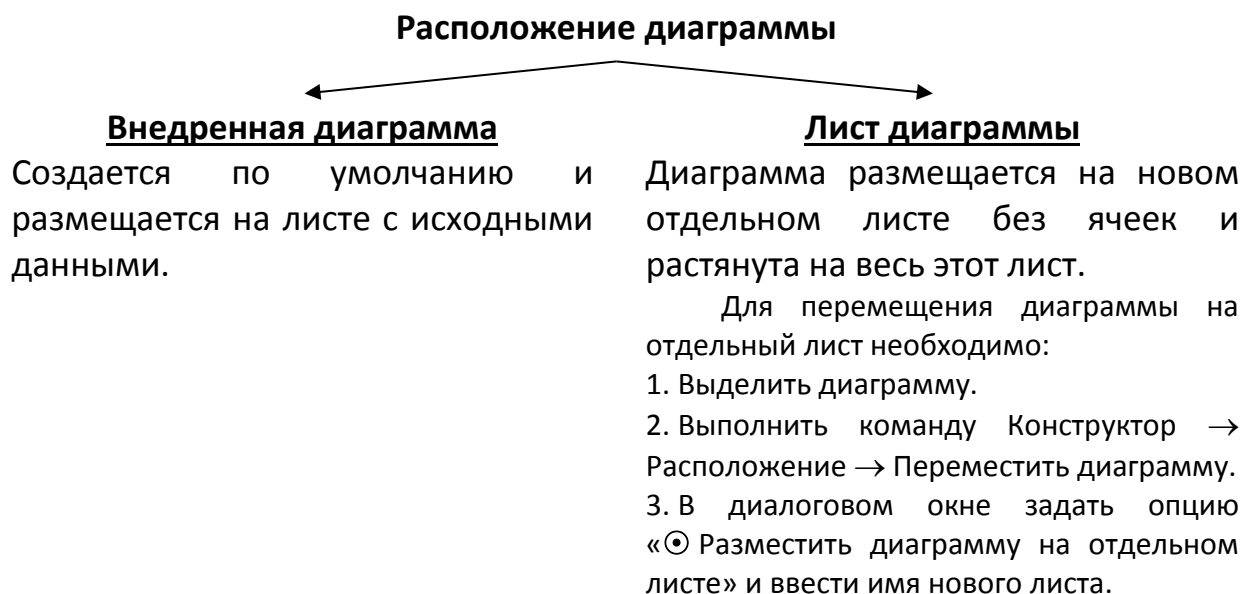 Расположение диаграммы
Внедренная диаграмма
Создается по умолчанию и
размещается на листе с исходными
данными.
Лист диаграммы
Диаграмма размещается на новом
отдельном листе без ячеек и
растянута на весь этот лист.
Для перемещения диаграммы на
отдельный лист необходимо:
1. Выделить диаграмму.
2. Выполнить команду Конструктор →
Расположение → Переместить диаграмму.
3. В диалоговом окне задать опцию
«⊙ Разместить диаграмму на отдельном
листе» и ввести имя нового листа.